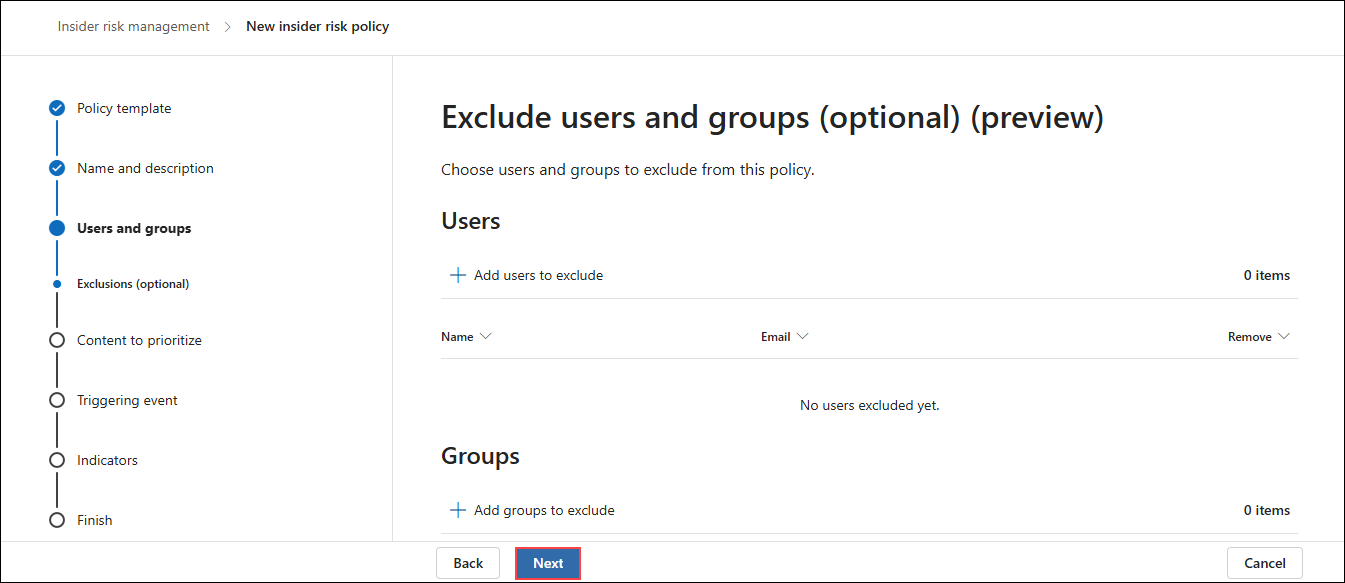 Insider risk management > New insider risk policy
Policy template
Name and description
Users and groups
Exclusions (optional)
Content to prioritize
Triggering event
Indicators
Finish
Exclude users and groups (optional) (preview)
Choose users and groups to exclude from this policy.
Users
Add users to exclude 0 items
Name Email Remove
No users excluded yet.
Groups
Add groups to exclude 0 items
Back Next Cancel